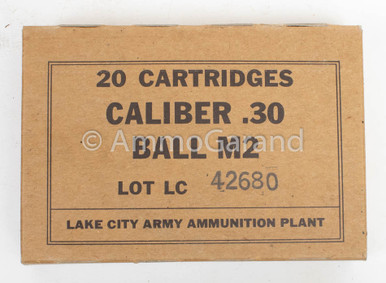 20 CARTRIDGES
CALIBER .30
© AmmoGarand
BALL M2
LOT LC 42680
LAKE CITY ARMY AMMUNITION PLANT